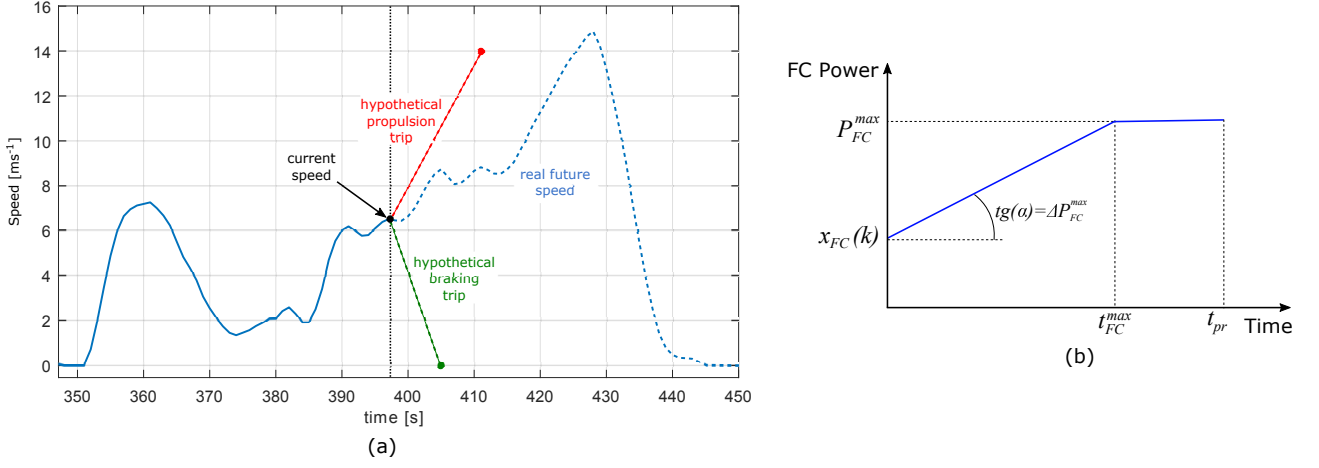 16
14
12
10
8
6
4
2
0
Speed [ms⁻¹]
hypothetical
propulsion
trip
current
speed
real future
speed
hypothetical
braking
trip
350 360 370 380 390 400 410 420 430 440 450
time [s]
(a)
FC Power
P_FC^max
tg(α)=ΔP_FC^max
x_FC(k)
t_FC^max
t_pr
Time
(b)